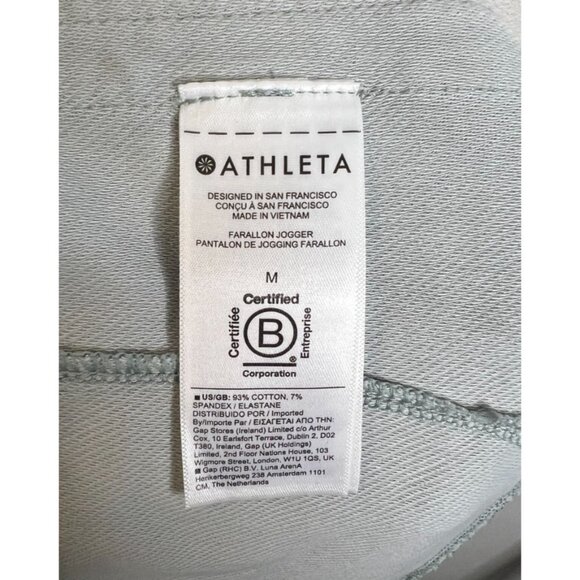 ATHLETA
DESIGNED IN SAN FRANCISCO
CONÇU À SAN FRANCISCO
MADE IN VIETNAM
FARALLON JOGGER
PANTALON DE JOGGING FARALLON
M
Certified
Certifiée
B
Entreprise
®
Corporation
US/GB: 93% COTTON, 7%
SPANDEX / ELASTANE
DISTRIBUIDO POR / Imported
By/Importe Par / ΕΙΣΑΓΕΤΑΙ ΑΠΟ ΤΗΝ:
Gap Stores (Ireland) Limited c/o Arthur
Cox, 10 Earlsfort Terrace, Dublin 2, D02
T380, Ireland, Gap (UK Holdings)
Limited, 2nd Floor Nations House, 103
Wigmore Street, London, W1U 1QS, UK
Gap (RHC) B.V. Luna ArenA
Herikerbergweg 238 Amsterdam 1101
CM, The Netherlands